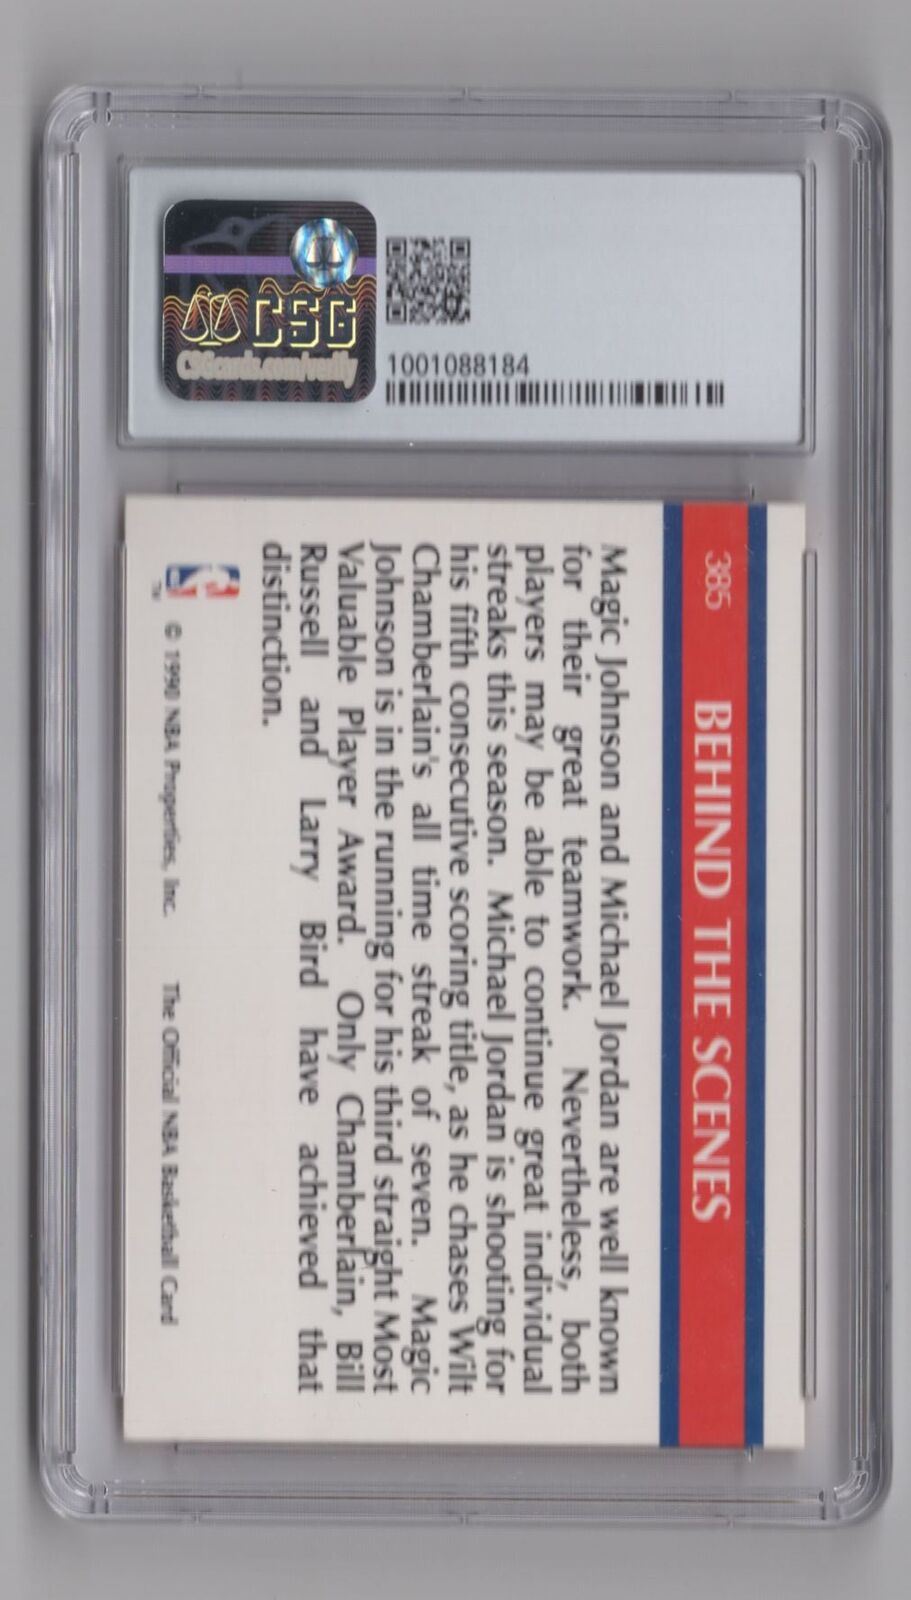 CSG
CSGcards.com/verify
1001088184
385
BEHIND THE SCENES
Magic Johnson and Michael Jordan are well known
for their great teamwork. Nevertheless, both
players may be able to continue great individual
streaks this season. Michael Jordan is shooting for
his fifth consecutive scoring title, as he chases Wilt
Chamberlain's all time streak of seven. Magic
Johnson is in the running for his third straight Most
Valuable Player Award. Only Chamberlain, Bill
Russell and Larry Bird have achieved that
distinction.
TM © 1990 NBA Properties, Inc. The Official NBA Basketball Card